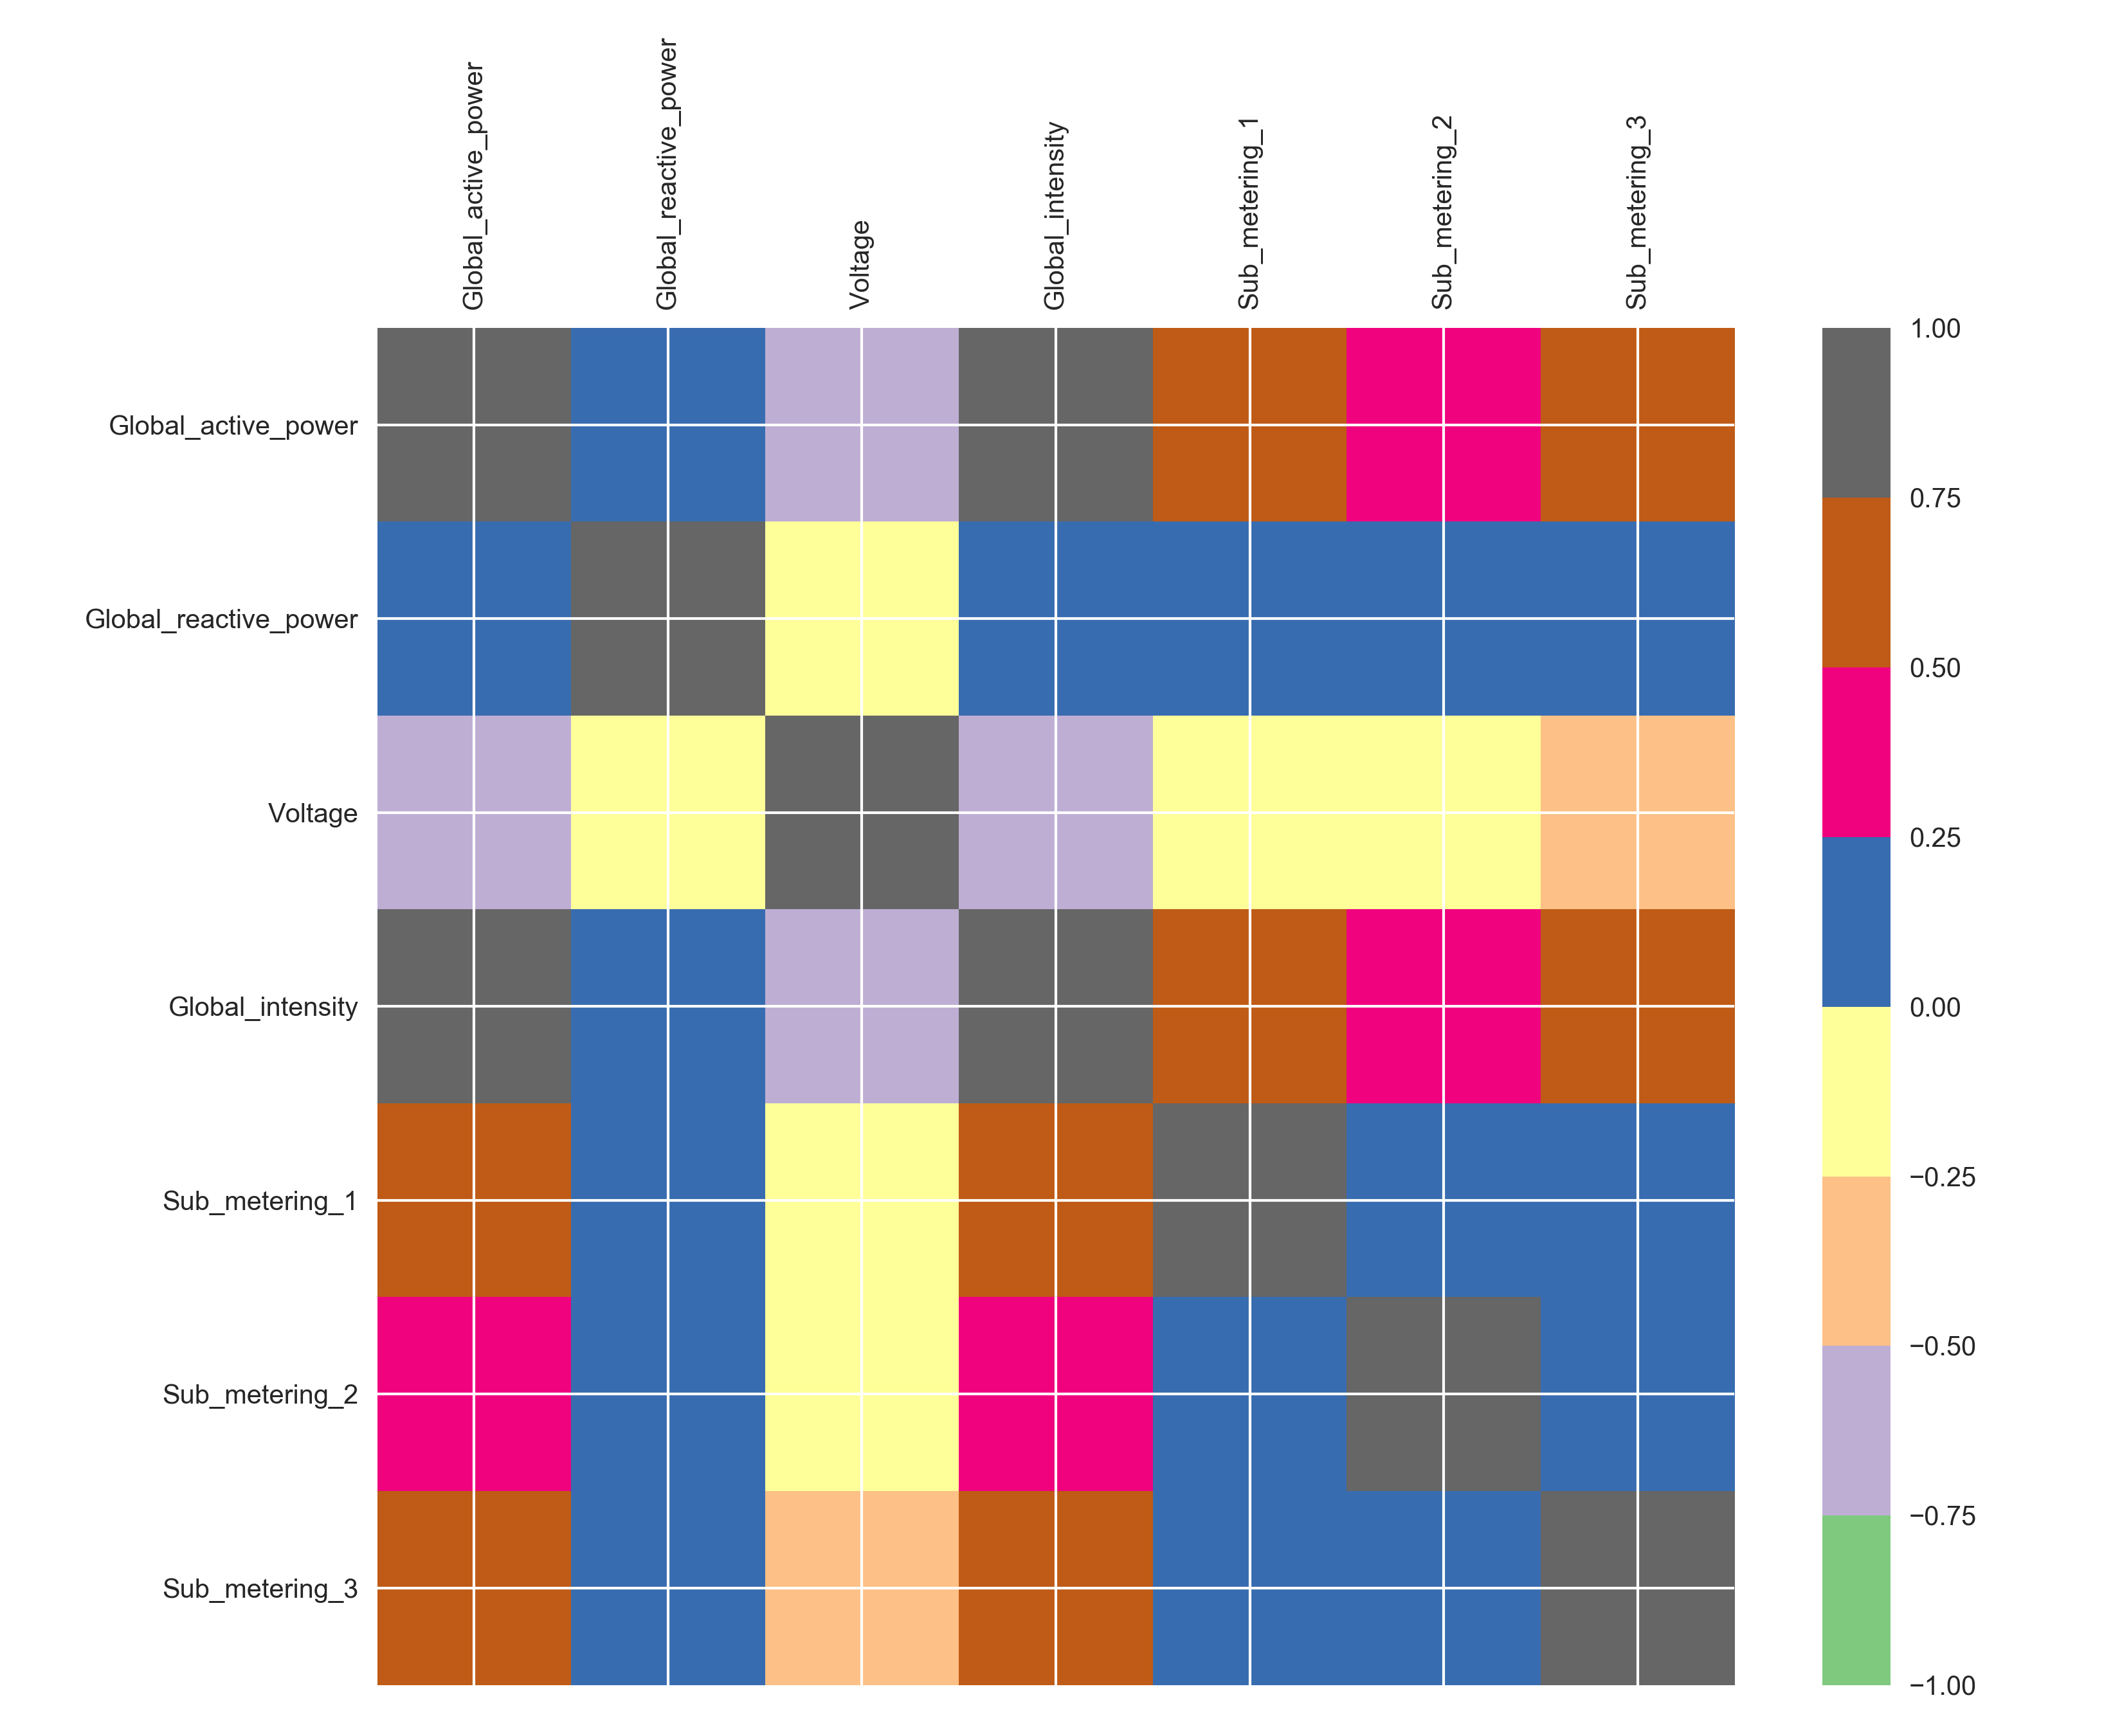 Global_active_power
Global_reactive_power
Voltage
Global_intensity
Sub_metering_1
Sub_metering_2
Sub_metering_3
Global_active_power
Global_reactive_power
Voltage
Global_intensity
Sub_metering_1
Sub_metering_2
Sub_metering_3
1.00
0.75
0.50
0.25
0.00
−0.25
−0.50
−0.75
−1.00